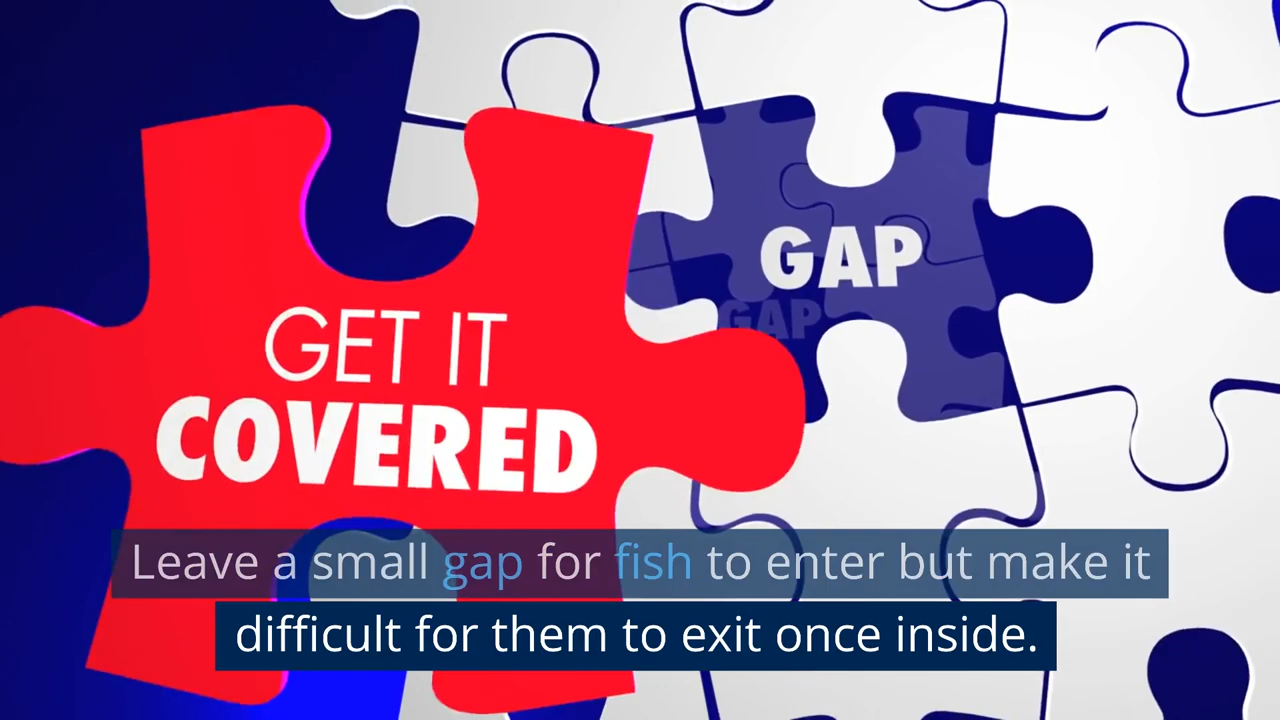 GAP
GAP
GET IT
COVERED
Leave a small gap for fish to enter but make it
difficult for them to exit once inside.